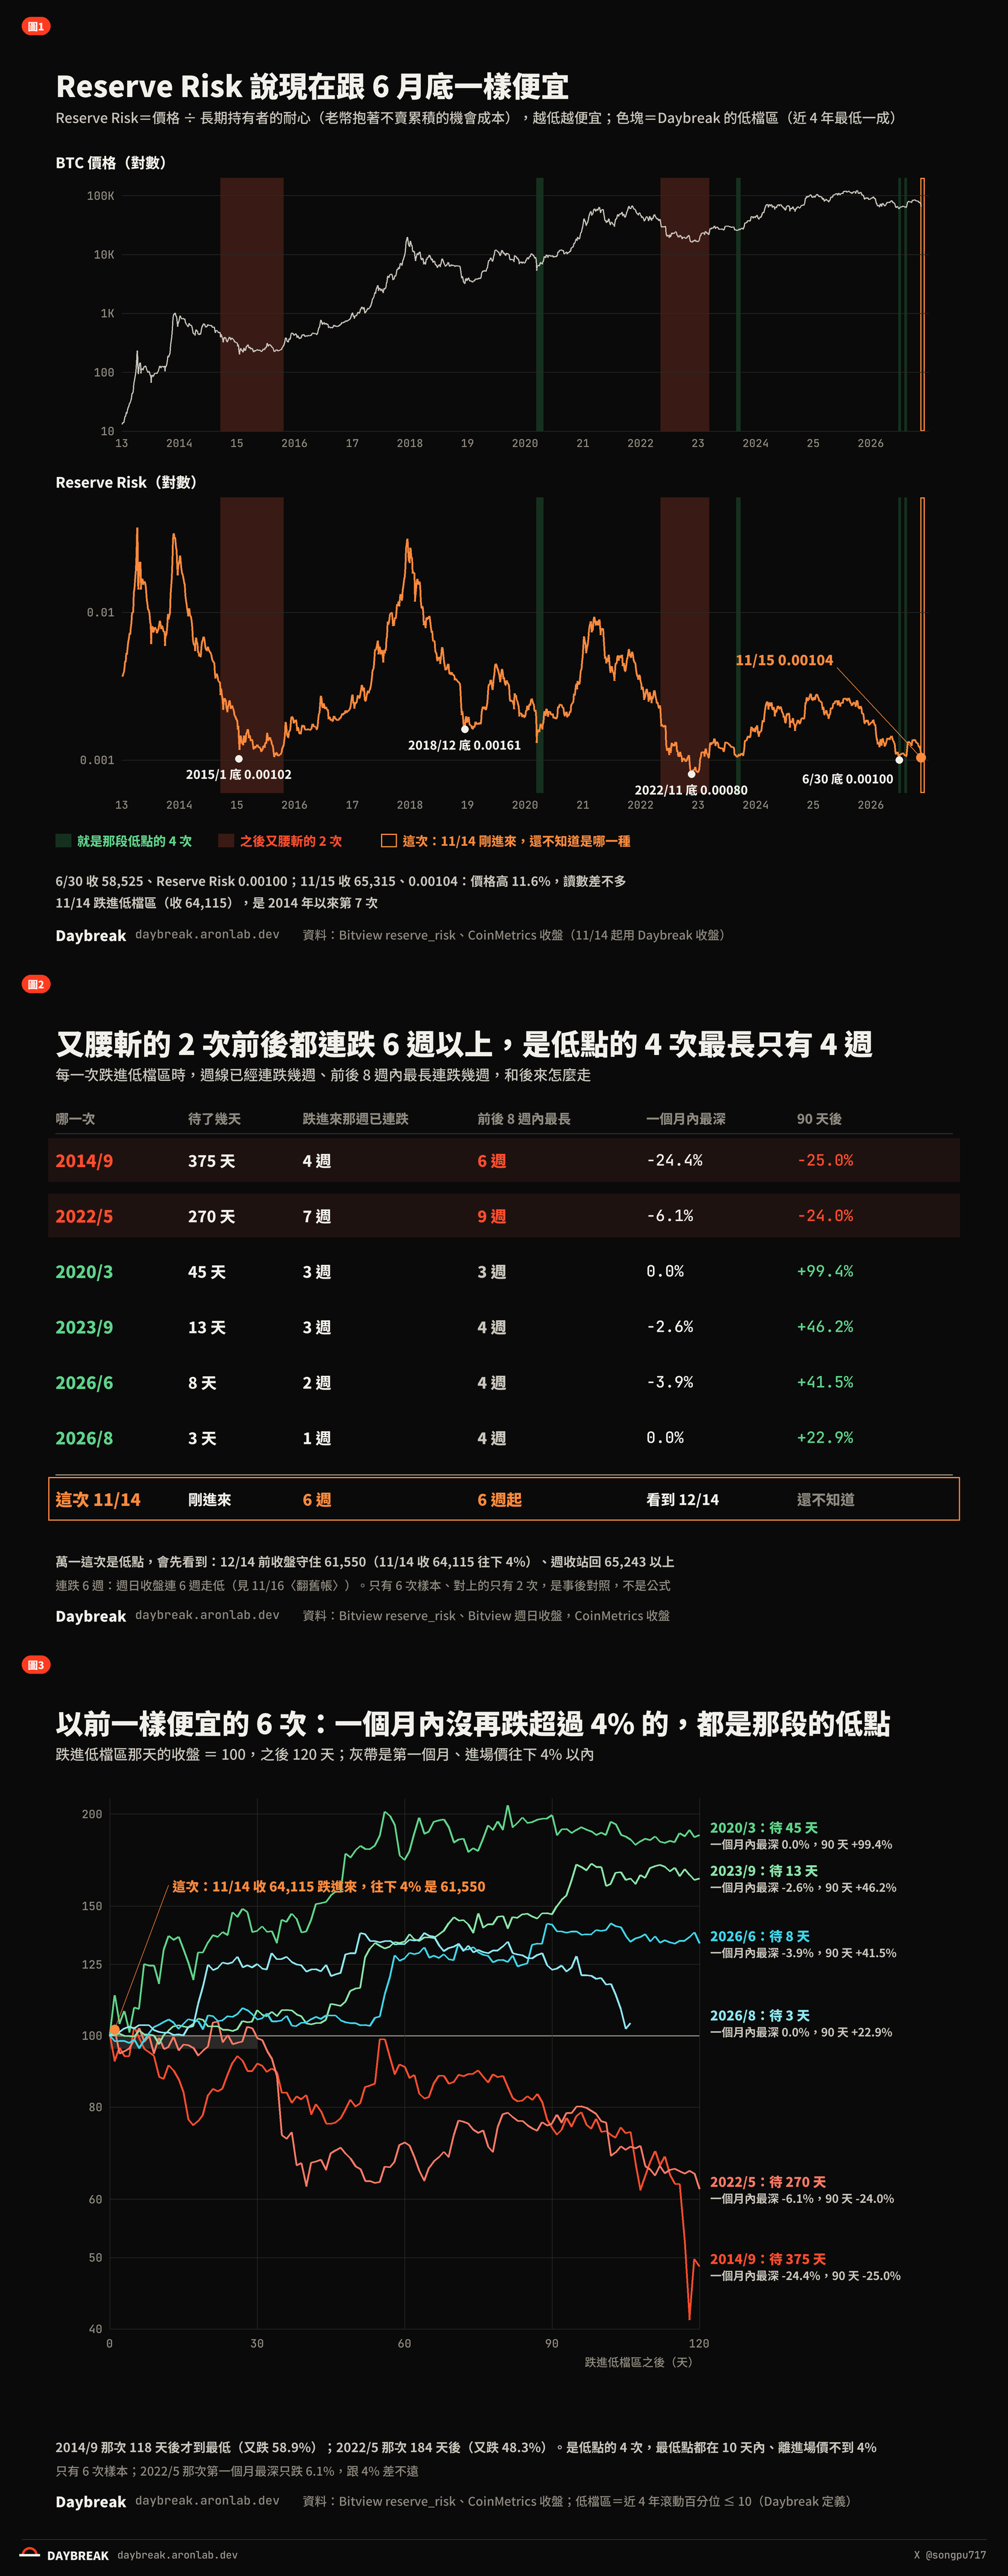 圖1
Reserve Risk 說現在跟 6 月底一樣便宜
Reserve Risk＝價格 ÷ 長期持有者的耐心（老幣抱著不賣累積的機會成本），越低越便宜；色塊＝Daybreak 的低檔區（近 4 年最低一成）
BTC 價格（對數）
100K
10K
1K
100
10
13 2014 15 2016 17 2018 19 2020 21 2022 23 2024 25 2026
Reserve Risk（對數）
0.01
11/15 0.00104
2018/12 底 0.00161
0.001
2015/1 底 0.00102
6/30 底 0.00100
2022/11 底 0.00080
13 2014 15 2016 17 2018 19 2020 21 2022 23 2024 25 2026
就是那段低點的 4 次 之後又腰斬的 2 次 這次：11/14 剛進來，還不知道是哪一種
6/30 收 58,525、Reserve Risk 0.00100；11/15 收 65,315、0.00104：價格高 11.6%，讀數差不多
11/14 跌進低檔區（收 64,115），是 2014 年以來第 7 次
Daybreak daybreak.aronlab.dev 資料：Bitview reserve_risk、CoinMetrics 收盤（11/14 起用 Daybreak 收盤）
圖2
又腰斬的 2 次前後都連跌 6 週以上，是低點的 4 次最長只有 4 週
每一次跌進低檔區時，週線已經連跌幾週、前後 8 週內最長連跌幾週，和後來怎麼走
哪一次 待了幾天 跌進來那週已連跌 前後 8 週內最長 一個月內最深 90 天後
2014/9 375 天 4 週 6 週 -24.4% -25.0%
2022/5 270 天 7 週 9 週 -6.1% -24.0%
2020/3 45 天 3 週 3 週 0.0% +99.4%
2023/9 13 天 3 週 4 週 -2.6% +46.2%
2026/6 8 天 2 週 4 週 -3.9% +41.5%
2026/8 3 天 1 週 4 週 0.0% +22.9%
這次 11/14 剛進來 6 週 6 週起 看到 12/14 還不知道
萬一這次是低點，會先看到：12/14 前收盤守住 61,550（11/14 收 64,115 往下 4%）、週收站回 65,243 以上
連跌 6 週：週日收盤連 6 週走低（見 11/16〈翻舊帳〉）。只有 6 次樣本、對上的只有 2 次，是事後對照，不是公式
Daybreak daybreak.aronlab.dev 資料：Bitview reserve_risk、Bitview 週日收盤，CoinMetrics 收盤
圖3
以前一樣便宜的 6 次：一個月內沒再跌超過 4% 的，都是那段的低點
跌進低檔區那天的收盤 ＝ 100，之後 120 天；灰帶是第一個月、進場價往下 4% 以內
200
150
125
100
80
60
50
40
這次：11/14 收 64,115 跌進來，往下 4% 是 61,550
2020/3：待 45 天
一個月內最深 0.0%，90 天 +99.4%
2023/9：待 13 天
一個月內最深 -2.6%，90 天 +46.2%
2026/6：待 8 天
一個月內最深 -3.9%，90 天 +41.5%
2026/8：待 3 天
一個月內最深 0.0%，90 天 +22.9%
2022/5：待 270 天
一個月內最深 -6.1%，90 天 -24.0%
2014/9：待 375 天
一個月內最深 -24.4%，90 天 -25.0%
0 30 60 90 120
跌進低檔區之後（天）
2014/9 那次 118 天後才到最低（又跌 58.9%）；2022/5 那次 184 天後（又跌 48.3%）。是低點的 4 次，最低點都在 10 天內、離進場價不到 4%
只有 6 次樣本；2022/5 那次第一個月最深只跌 6.1%，跟 4% 差不遠
Daybreak daybreak.aronlab.dev 資料：Bitview reserve_risk、CoinMetrics 收盤；低檔區＝近 4 年滾動百分位 ≤ 10（Daybreak 定義）
DAYBREAK daybreak.aronlab.dev X @songpu717